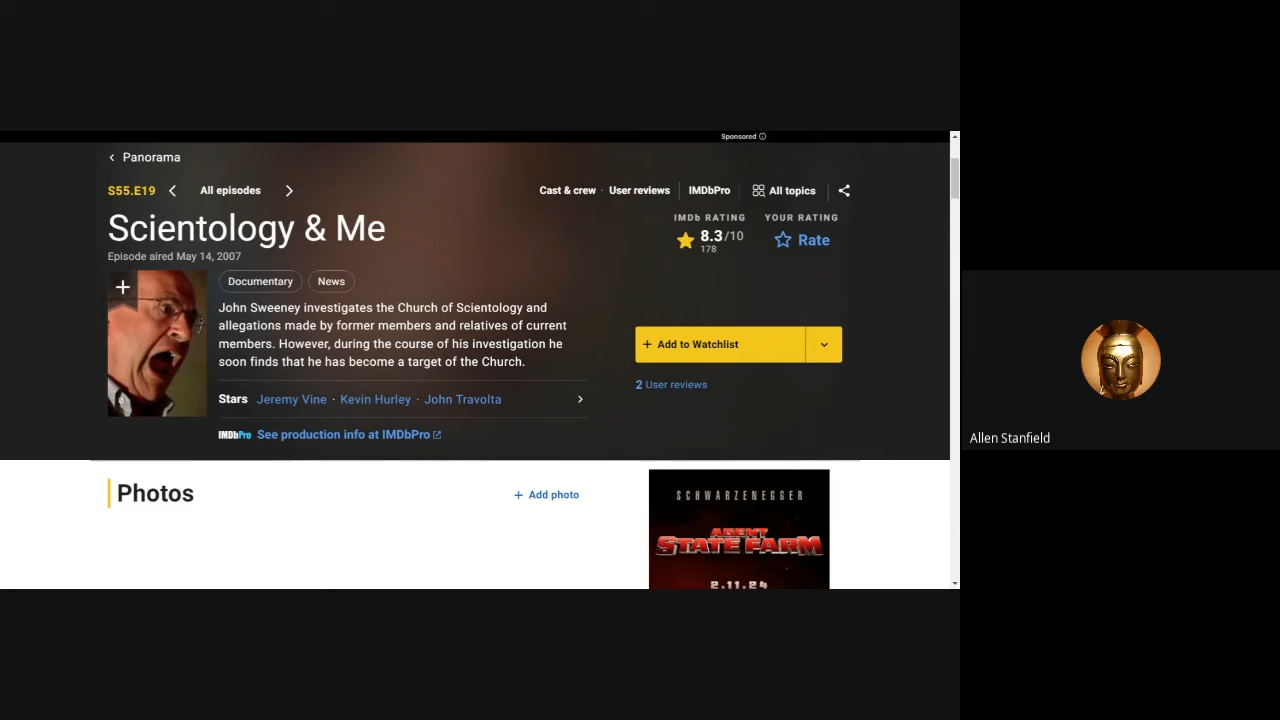 Sponsored
Panorama
S55.E19 All episodes
Cast & crew · User reviews IMDbPro All topics
Scientology & Me
Episode aired May 14, 2007
IMDb RATING
8.3/10
178
YOUR RATING
Rate
Documentary News
John Sweeney investigates the Church of Scientology and
allegations made by former members and relatives of current
members. However, during the course of his investigation he
soon finds that he has become a target of the Church.
+ Add to Watchlist
2 User reviews
Stars Jeremy Vine · Kevin Hurley · John Travolta
IMDbPro See production info at IMDbPro
Photos
+ Add photo
SCHWARZENEGGER
AGENT
STATE FARM
2.11.24
Allen Stanfield